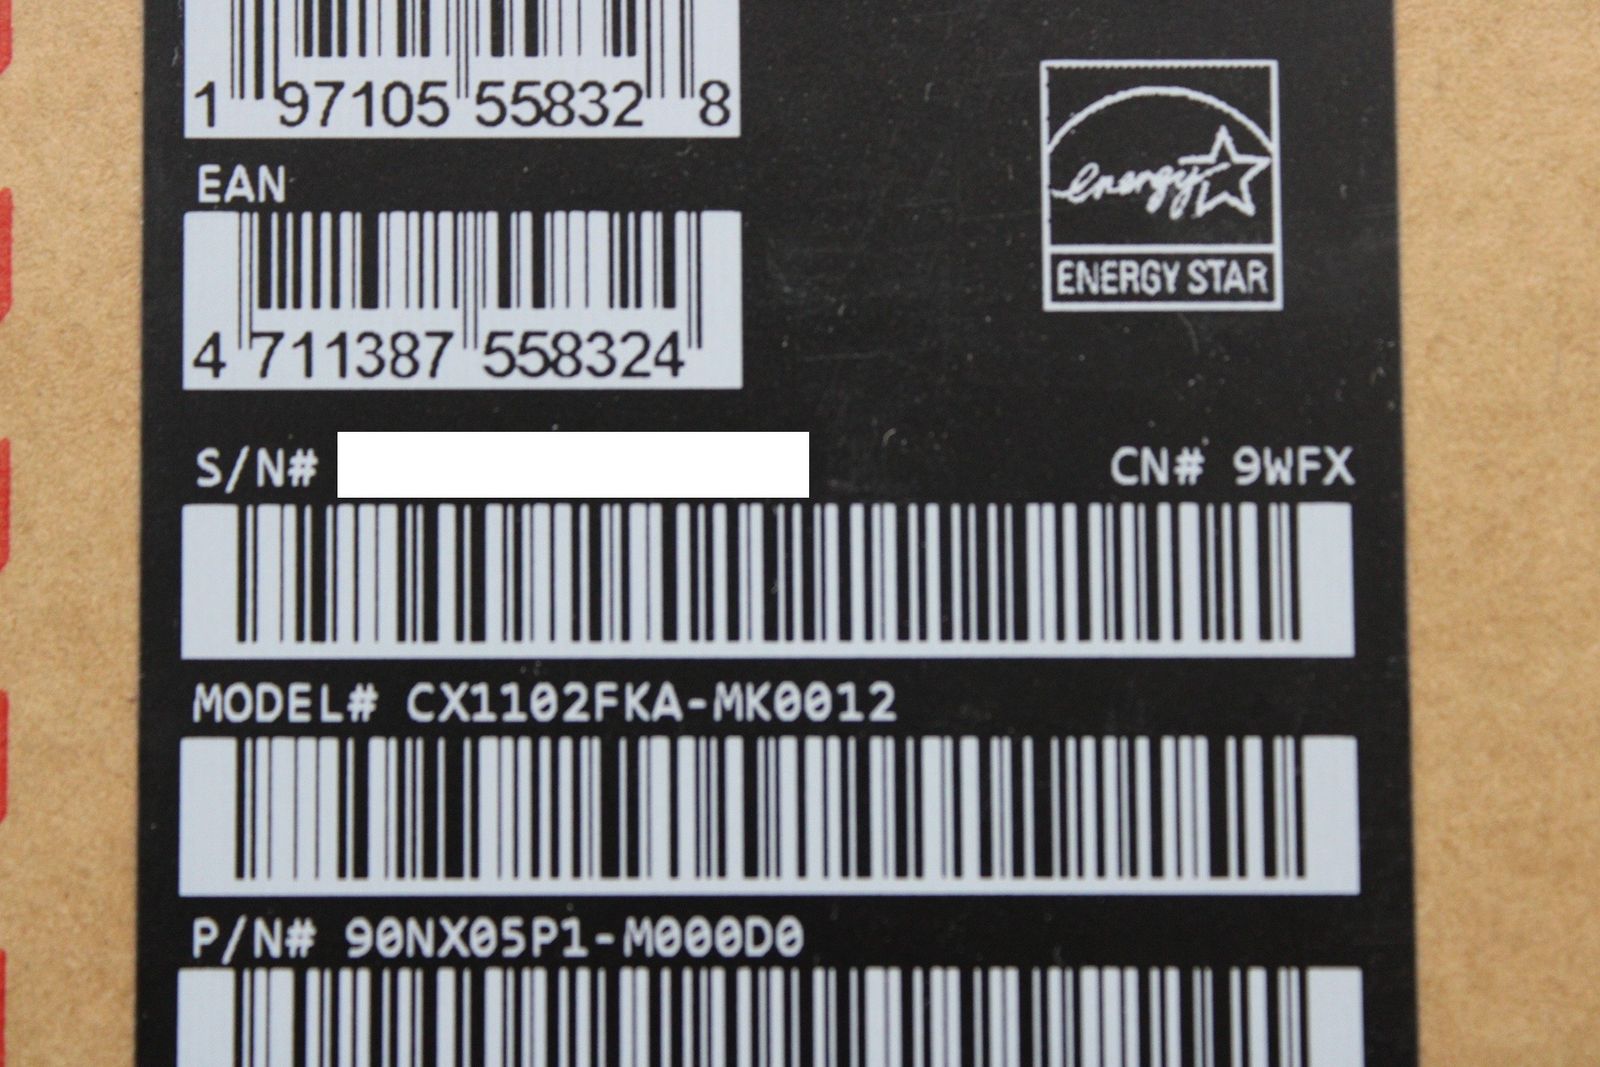 1 97105 55832 8
energy
ENERGY STAR
EAN
4 711387 558324
S/N#
CN# 9WFX
MODEL# CX1102FKA-MK0012
P/N# 90NX05P1-M000D0